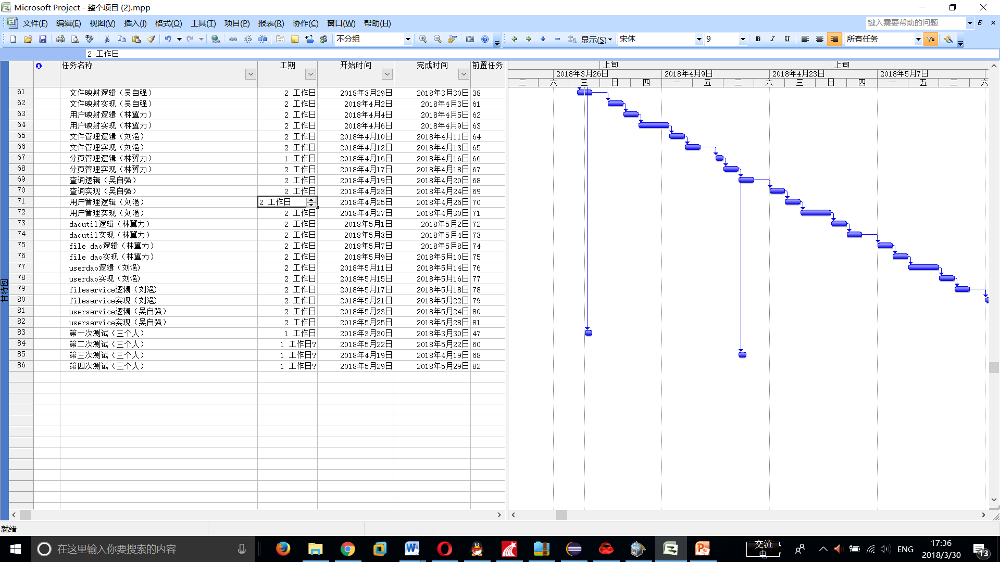 Microsoft Project - 整个项目 (2).mpp
文件(F) 编辑(E) 视图(V) 插入(I) 格式(O) 工具(T) 项目(P) 报表(R) 协作(C) 窗口(W) 帮助(H) 键入需要帮助的问题
不分组 显示(S) 宋体 9 B I U 所有任务
2 工作日
任务名称 工期 开始时间 完成时间 前置任务
上旬 上旬
2018年3月26日 2018年4月9日 2018年4月23日 2018年5月7日
二 六 三 日 四 一 五 二 六 三 日 四 一 五 二 六
61 文件映射逻辑（吴自强） 2 工作日 2018年3月29日 2018年3月30日 38
62 文件映射实现（吴自强） 2 工作日 2018年4月2日 2018年4月3日 61
63 用户映射逻辑（林翼力） 2 工作日 2018年4月4日 2018年4月5日 62
64 用户映射实现（林翼力） 2 工作日 2018年4月6日 2018年4月9日 63
65 文件管理逻辑（刘浥） 2 工作日 2018年4月10日 2018年4月11日 64
66 文件管理实现（刘浥） 2 工作日 2018年4月12日 2018年4月13日 65
67 分页管理逻辑（林翼力） 1 工作日 2018年4月16日 2018年4月16日 66
68 分页管理实现（林翼力） 2 工作日 2018年4月17日 2018年4月18日 67
69 查询逻辑（吴自强） 2 工作日 2018年4月19日 2018年4月20日 68
70 查询实现（吴自强） 2 工作日 2018年4月23日 2018年4月24日 69
71 用户管理逻辑（刘浥） 2 工作日 2018年4月25日 2018年4月26日 70
72 用户管理实现（刘浥） 2 工作日 2018年4月27日 2018年4月30日 71
73 daoutil逻辑（林翼力） 2 工作日 2018年5月1日 2018年5月2日 72
74 daoutil实现（林翼力） 2 工作日 2018年5月3日 2018年5月4日 73
75 file dao逻辑（林翼力） 2 工作日 2018年5月7日 2018年5月8日 74
76 file dao实现（林翼力） 2 工作日 2018年5月9日 2018年5月10日 75
77 userdao逻辑（刘浥） 2 工作日 2018年5月11日 2018年5月14日 76
78 userdao实现（刘浥） 2 工作日 2018年5月15日 2018年5月16日 77
79 fileservice逻辑（刘浥） 2 工作日 2018年5月17日 2018年5月18日 78
80 fileservice实现（刘浥） 2 工作日 2018年5月21日 2018年5月22日 79
81 userservice逻辑（吴自强） 2 工作日 2018年5月23日 2018年5月24日 80
82 userservice实现（吴自强） 2 工作日 2018年5月25日 2018年5月28日 81
83 第一次测试（三个人） 1 工作日 2018年3月30日 2018年3月30日 47
84 第二次测试（三个人） 1 工作日? 2018年5月22日 2018年5月22日 60
85 第三次测试（三个人） 1 工作日? 2018年4月19日 2018年4月19日 68
86 第四次测试（三个人） 1 工作日? 2018年5月29日 2018年5月29日 82
甘特图
就绪
在这里输入你要搜索的内容
交流电
ENG
17:36
2018/3/30
13